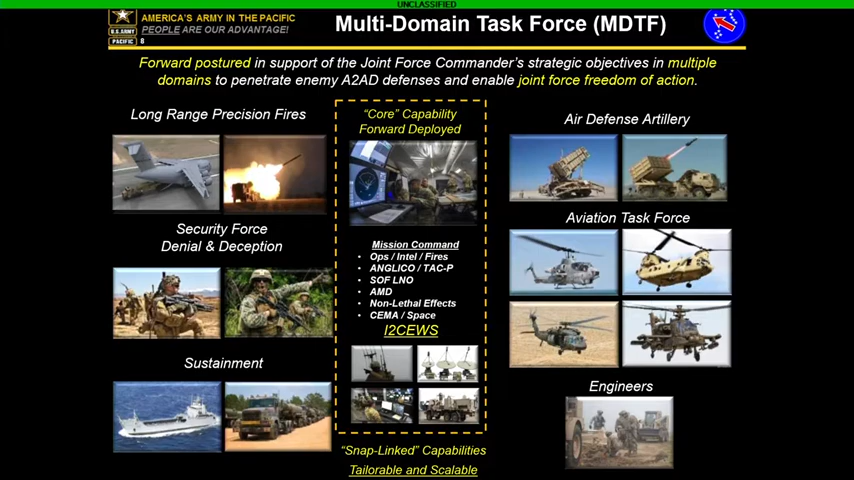 UNCLASSIFIED
U.S.ARMY
PACIFIC
AMERICA'S ARMY IN THE PACIFIC
PEOPLE ARE OUR ADVANTAGE!
8
Multi-Domain Task Force (MDTF)
Forward postured in support of the Joint Force Commander's strategic objectives in multiple
domains to penetrate enemy A2AD defenses and enable joint force freedom of action.
Long Range Precision Fires
Security Force
Denial & Deception
Sustainment
"Core" Capability
Forward Deployed
Mission Command
• Ops / Intel / Fires
• ANGLICO / TAC-P
• SOF LNO
• AMD
• Non-Lethal Effects
• CEMA / Space
I2CEWS
"Snap-Linked" Capabilities
Tailorable and Scalable
Air Defense Artillery
Aviation Task Force
Engineers